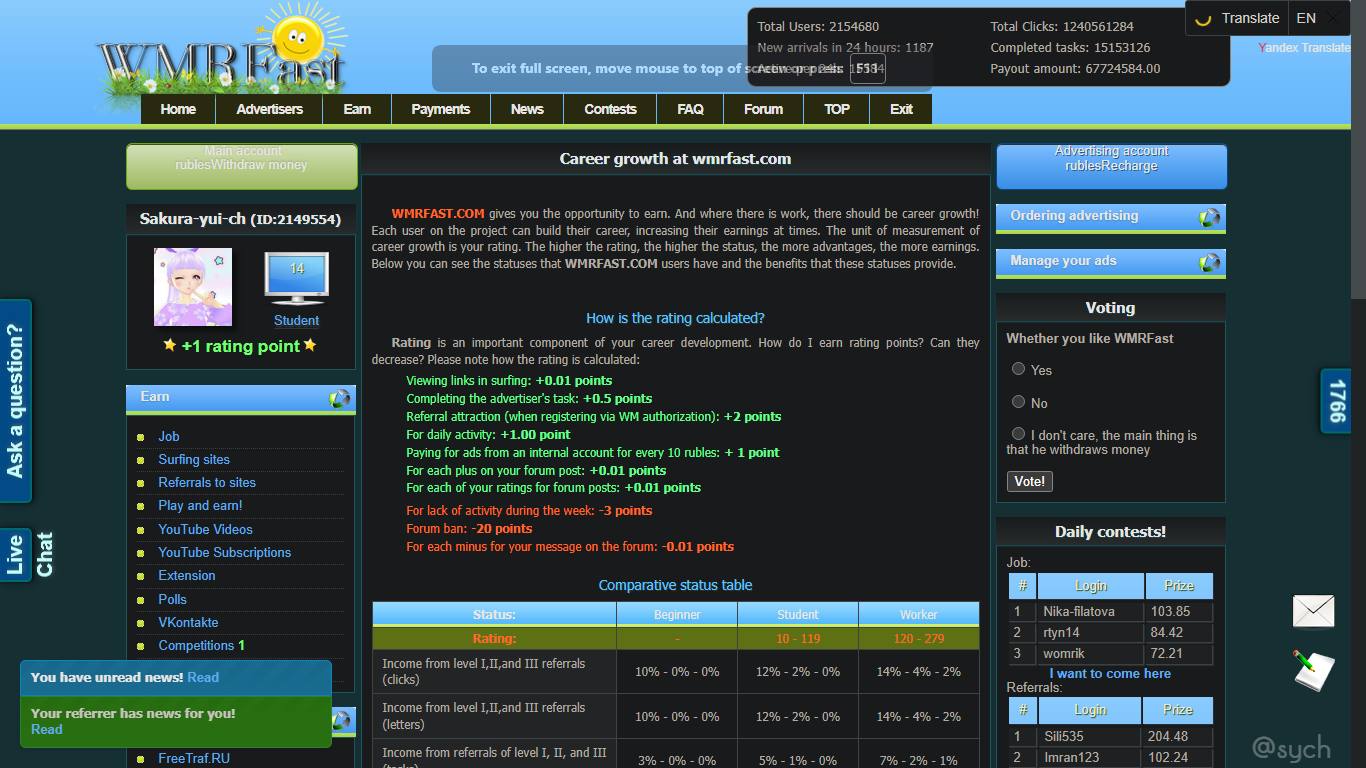 WMRFast
Total Users: 2154680
Total Clicks: 1240561284
New arrivals in 24 hours: 1187
Completed tasks: 15153126
Payout amount: 67724584.00
Translate
EN
Yandex Translate
To exit full screen, move mouse to top of screen or press F11
Home
Advertisers
Earn
Payments
News
Contests
FAQ
Forum
TOP
Exit
Main account
rublesWithdraw money
Sakura-yui-ch (ID:2149554)
14
Student
+1 rating point
Earn
Job
Surfing sites
Referrals to sites
Play and earn!
YouTube Videos
YouTube Subscriptions
Extension
Polls
VKontakte
Competitions 1
You have unread news! Read
Your referrer has news for you!
Read
FreeTraf.RU
Ask a question?
Live
Chat
Career growth at wmrfast.com
WMRFAST.COM gives you the opportunity to earn. And where there is work, there should be career growth!
Each user on the project can build their career, increasing their earnings at times. The unit of measurement of
career growth is your rating. The higher the rating, the higher the status, the more advantages, the more earnings.
Below you can see the statuses that WMRFAST.COM users have and the benefits that these statuses provide.
How is the rating calculated?
Rating is an important component of your career development. How do I earn rating points? Can they
decrease? Please note how the rating is calculated:
Viewing links in surfing: +0.01 points
Completing the advertiser's task: +0.5 points
Referral attraction (when registering via WM authorization): +2 points
For daily activity: +1.00 point
Paying for ads from an internal account for every 10 rubles: + 1 point
For each plus on your forum post: +0.01 points
For each of your ratings for forum posts: +0.01 points
For lack of activity during the week: -3 points
Forum ban: -20 points
For each minus for your message on the forum: -0.01 points
Comparative status table
Status: Beginner Student Worker
Rating: - 10 - 119 120 - 279
Income from level I,II,and III referrals
(clicks) 10% - 0% - 0% 12% - 2% - 0% 14% - 4% - 2%
Income from level I,II,and III referrals
(letters) 10% - 0% - 0% 12% - 2% - 0% 14% - 4% - 2%
Income from referrals of level I, II, and III
(tasks) 3% - 0% - 0% 5% - 1% - 0% 7% - 2% - 1%
Advertising account
rublesRecharge
Ordering advertising
Manage your ads
Voting
Whether you like WMRFast
Yes
No
I don't care, the main thing is
that he withdraws money
Vote!
Daily contests!
Job:
# Login Prize
1 Nika-filatova 103.85
2 rtyn14 84.42
3 womrik 72.21
I want to come here
Referrals:
# Login Prize
1 Sili535 204.48
2 Imran123 102.24
1766
@sych